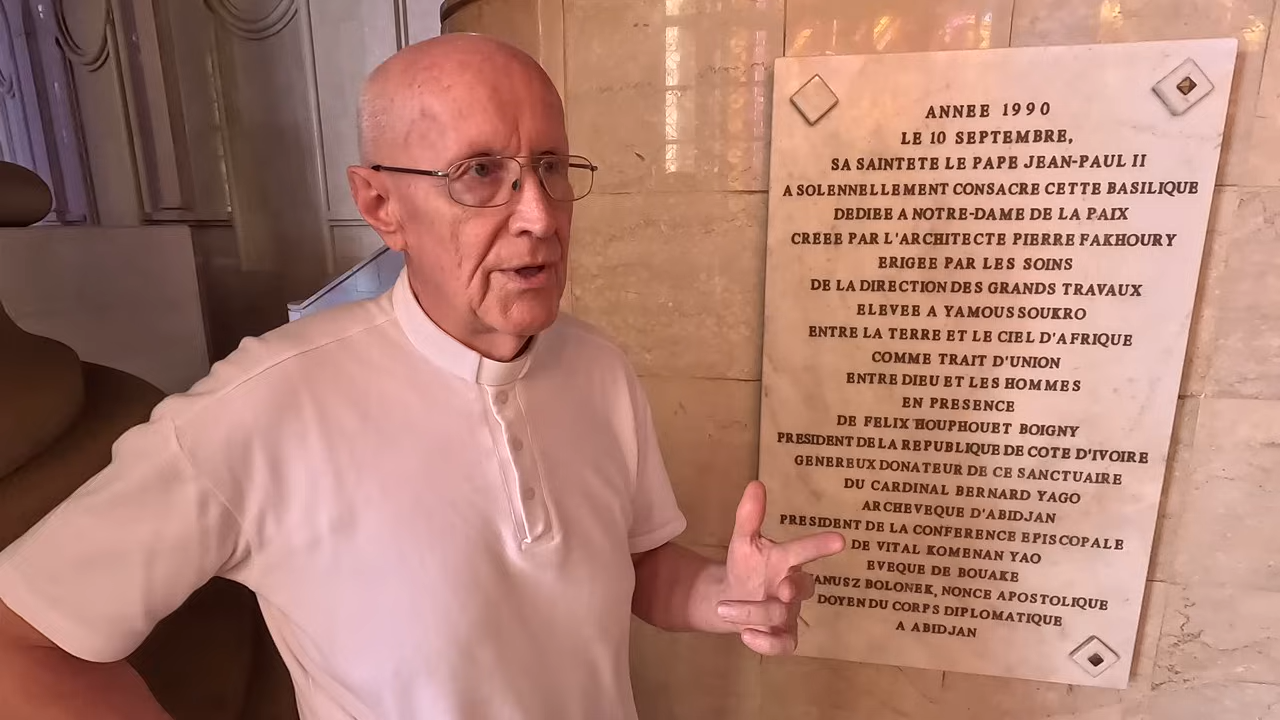 ANNEE 1990
LE 10 SEPTEMBRE,
SA SAINTETE LE PAPE JEAN-PAUL II
A SOLENNELLEMENT CONSACRE CETTE BASILIQUE
DEDIEE A NOTRE-DAME DE LA PAIX
CREEE PAR L'ARCHITECTE PIERRE FAKHOURY
ERIGEE PAR LES SOINS
DE LA DIRECTION DES GRANDS TRAVAUX
ELEVEE A YAMOUSSOUKRO
ENTRE LA TERRE ET LE CIEL D'AFRIQUE
COMME TRAIT D'UNION
ENTRE DIEU ET LES HOMMES
EN PRESENCE
DE FELIX HOUPHOUET BOIGNY
PRESIDENT DE LA REPUBLIQUE DE COTE D'IVOIRE
GENEREUX DONATEUR DE CE SANCTUAIRE
DU CARDINAL BERNARD YAGO
ARCHEVEQUE D'ABIDJAN
PRESIDENT DE LA CONFERENCE EPISCOPALE
DE VITAL KOMENAN YAO
EVEQUE DE BOUAKE
BOLONEK, NONCE APOSTOLIQUE
DOYEN DU CORPS DIPLOMATIQUE
A ABIDJAN